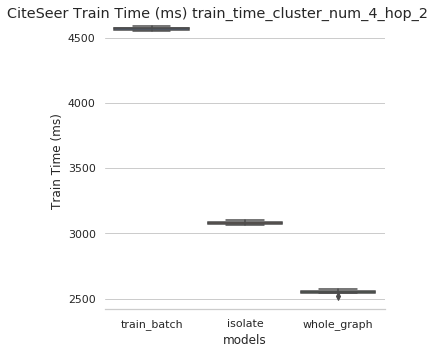 CiteSeer Train Time (ms) train_time_cluster_num_4_hop_2
4500
4000
3500
3000
2500
Train Time (ms)
train_batch
isolate
whole_graph
models